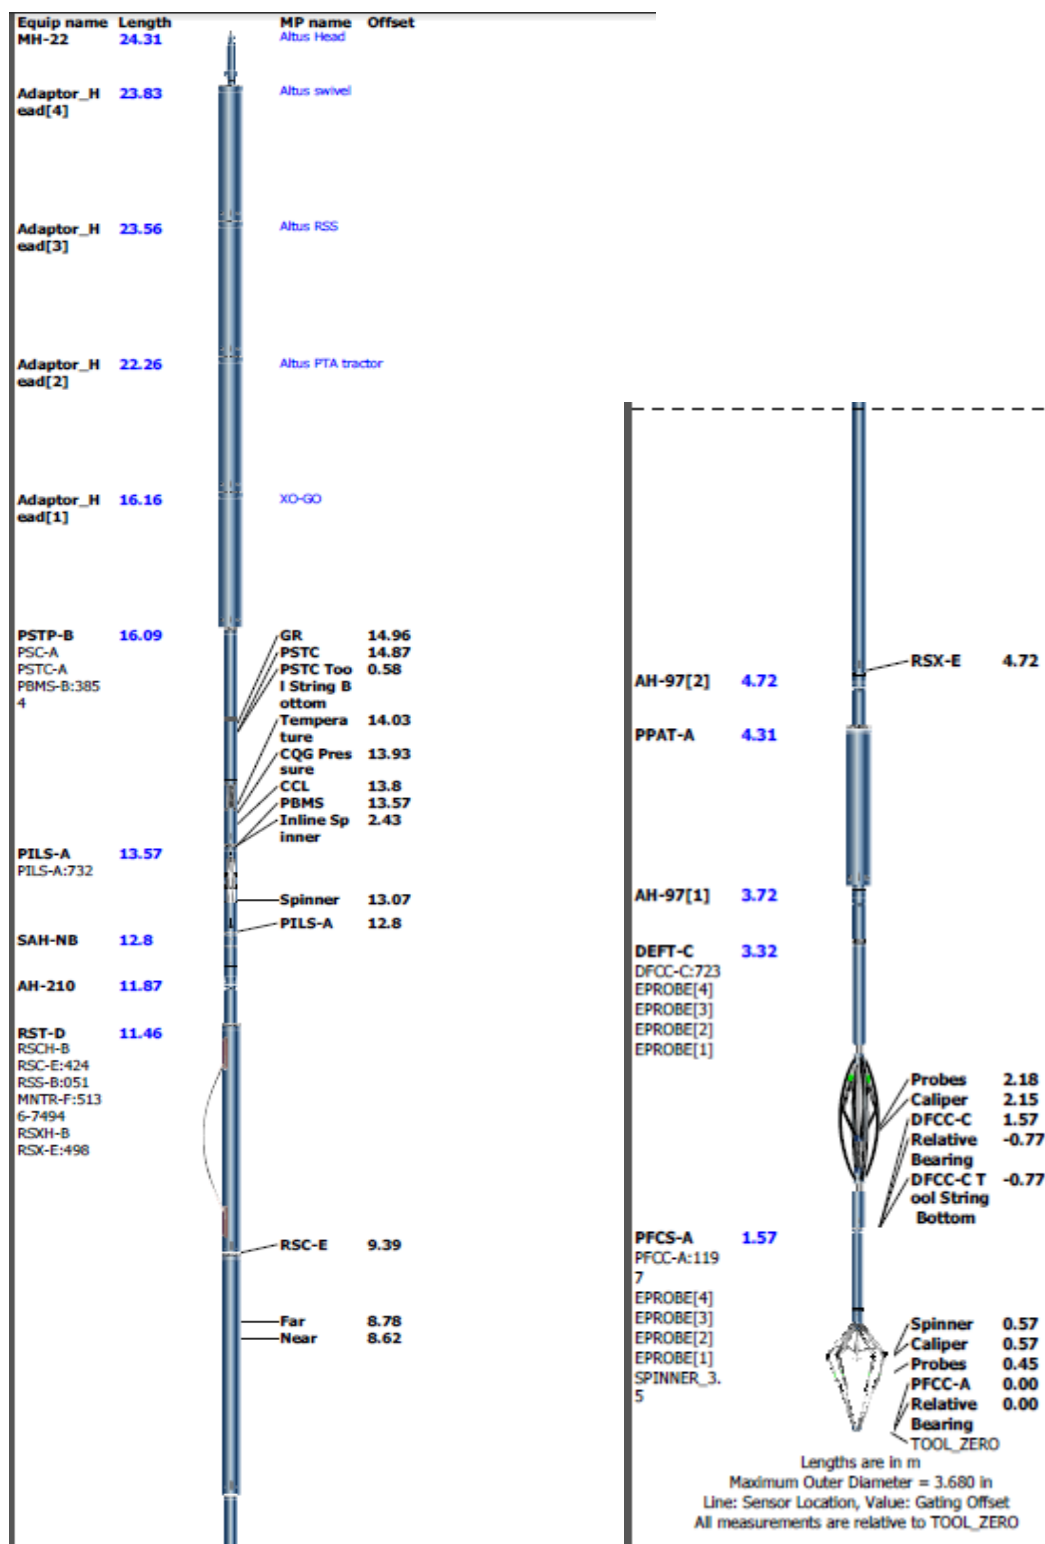 Equip name Length MP name Offset
MH-22 24.31 Altus Head
Adaptor_H 23.83 Altus swivel
ead[4]
Adaptor_H 23.56 Altus RSS
ead[3]
Adaptor_H 22.26 Altus PTA tractor
ead[2]
Adaptor_H 16.16 XO-GO
ead[1]
PSTP-B 16.09 GR 14.96
PSC-A PSTC 14.87
PSTC-A PSTC Too 0.58
PBMS-B:385 l String B
4 ottom
Tempera 14.03
ture
CQG Pres 13.93
sure
CCL 13.8
PBMS 13.57
Inline Sp 2.43
inner
PILS-A 13.57
PILS-A:732
Spinner 13.07
PILS-A 12.8
SAH-NB 12.8
AH-210 11.87
RST-D 11.46
RSCH-B
RSC-E:424
RSS-B:051
MNTR-F:513
6-7494
RSXH-B
RSX-E:498
RSC-E 9.39
Far 8.78
Near 8.62
RSX-E 4.72
AH-97[2] 4.72
PPAT-A 4.31
AH-97[1] 3.72
DEFT-C 3.32
DFCC-C:723
EPROBE[4]
EPROBE[3]
EPROBE[2]
EPROBE[1]
Probes 2.18
Caliper 2.15
DFCC-C 1.57
Relative -0.77
Bearing
DFCC-C T -0.77
ool String
Bottom
PFCS-A 1.57
PFCC-A:119
7
EPROBE[4]
EPROBE[3]
EPROBE[2]
EPROBE[1]
SPINNER_3.
5
Spinner 0.57
Caliper 0.57
Probes 0.45
PFCC-A 0.00
Relative 0.00
Bearing
TOOL_ZERO
Lengths are in m
Maximum Outer Diameter = 3.680 in
Line: Sensor Location, Value: Gating Offset
All measurements are relative to TOOL_ZERO